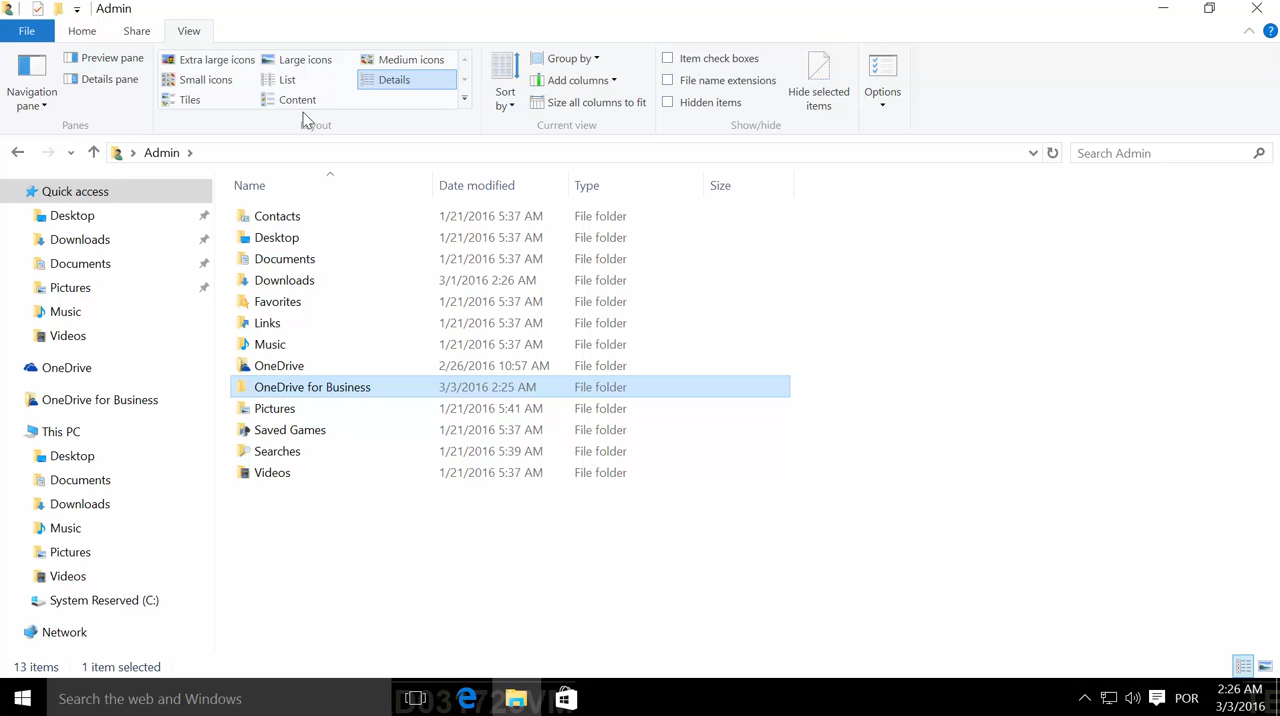 Admin
File Home Share View
Navigation pane
Preview pane
Details pane
Panes
Extra large icons Large icons Medium icons
Small icons List Details
Tiles Content
Layout
Sort by
Group by
Add columns
Size all columns to fit
Current view
Item check boxes
File name extensions
Hidden items
Hide selected items
Show/hide
Options
Admin
Search Admin
Quick access
Desktop
Downloads
Documents
Pictures
Music
Videos
OneDrive
OneDrive for Business
This PC
Desktop
Documents
Downloads
Music
Pictures
Videos
System Reserved (C:)
Network
Name Date modified Type Size
Contacts 1/21/2016 5:37 AM File folder
Desktop 1/21/2016 5:37 AM File folder
Documents 1/21/2016 5:37 AM File folder
Downloads 3/1/2016 2:26 AM File folder
Favorites 1/21/2016 5:37 AM File folder
Links 1/21/2016 5:37 AM File folder
Music 1/21/2016 5:37 AM File folder
OneDrive 2/26/2016 10:57 AM File folder
OneDrive for Business 3/3/2016 2:25 AM File folder
Pictures 1/21/2016 5:41 AM File folder
Saved Games 1/21/2016 5:37 AM File folder
Searches 1/21/2016 5:39 AM File folder
Videos 1/21/2016 5:37 AM File folder
13 items 1 item selected
Search the web and Windows
POR
2:26 AM
3/3/2016